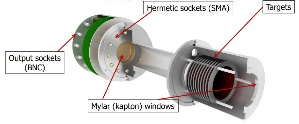 Hermetic sockets (SMA)
Targets
Output sockets
(BNC)
Mylar (kapton) windows